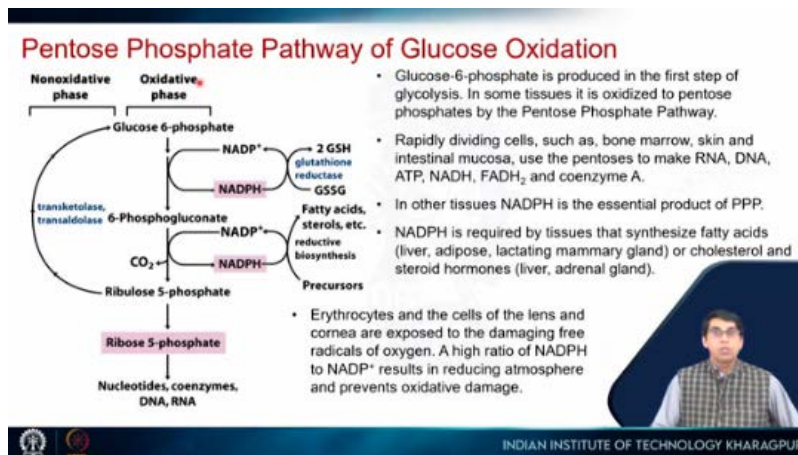 Pentose Phosphate Pathway of Glucose Oxidation
Nonoxidative
phase
Oxidative
phase
Glucose 6-phosphate
NADP+
2 GSH
glutathione
reductase
NADPH
GSSG
transketolase,
transaldolase
6-Phosphogluconate
Fatty acids,
sterols, etc.
NADP+
reductive
biosynthesis
CO2
NADPH
Precursors
Ribulose 5-phosphate
Ribose 5-phosphate
Nucleotides, coenzymes,
DNA, RNA
• Glucose-6-phosphate is produced in the first step of
glycolysis. In some tissues it is oxidized to pentose
phosphates by the Pentose Phosphate Pathway.
• Rapidly dividing cells, such as, bone marrow, skin and
intestinal mucosa, use the pentoses to make RNA, DNA,
ATP, NADH, FADH2 and coenzyme A.
• In other tissues NADPH is the essential product of PPP.
• NADPH is required by tissues that synthesize fatty acids
(liver, adipose, lactating mammary gland) or cholesterol and
steroid hormones (liver, adrenal gland).
• Erythrocytes and the cells of the lens and
cornea are exposed to the damaging free
radicals of oxygen. A high ratio of NADPH
to NADP+ results in reducing atmosphere
and prevents oxidative damage.
INDIAN INSTITUTE OF TECHNOLOGY KHARAGPUR